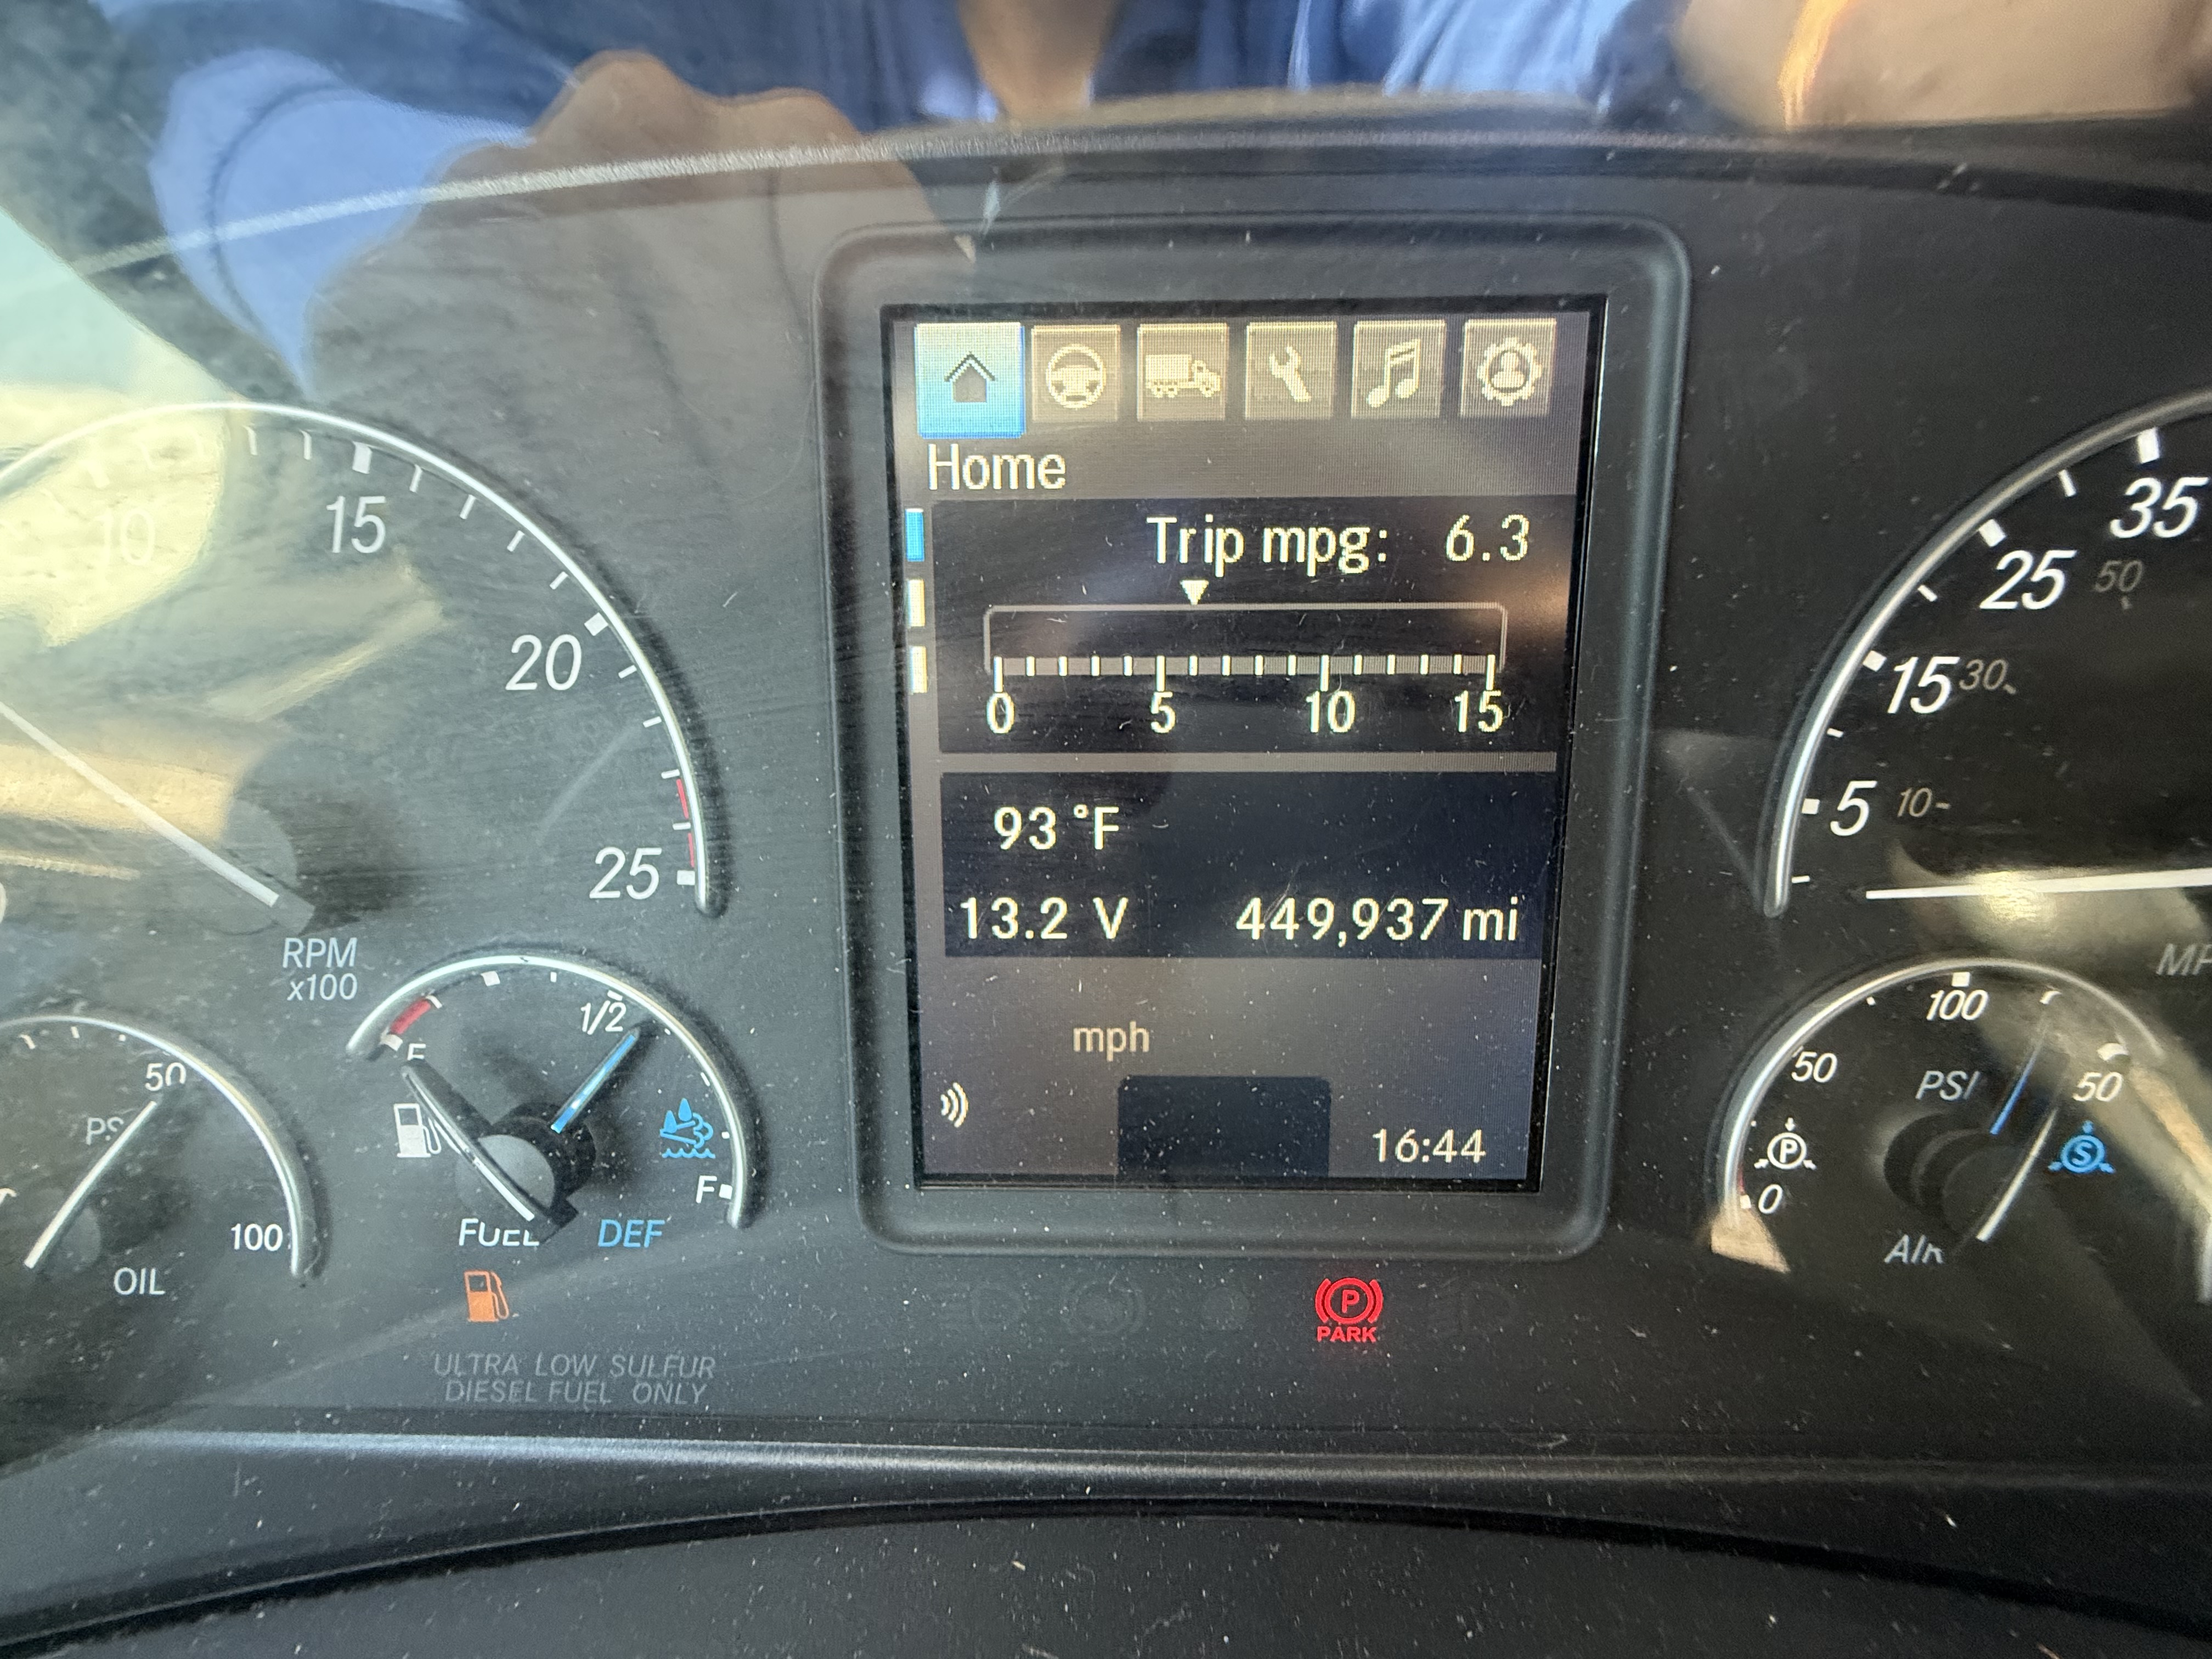 Home
Trip mpg: 6.3
0 5 10 15
93 °F
13.2 V 449,937 mi
mph
16:44
10 15 20 25
RPM
x100
50
100
OIL
1/2
F
FUEL DEF
ULTRA LOW SULFUR
DIESEL FUEL ONLY
P
PARK
35
25 50
15 30
5 10
50 100
PSI 50
P S
0
AIR